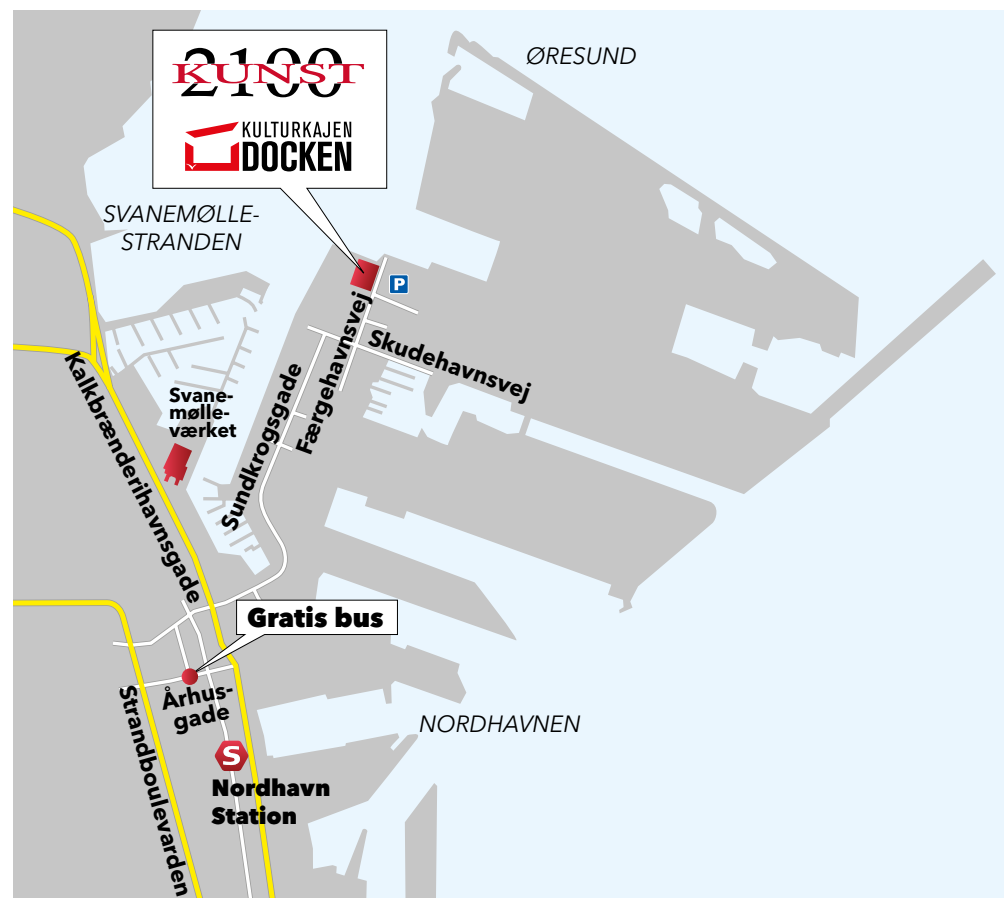 ØRESUND
2100
KUNST
KULTURKAJEN
DOCKEN
SVANEMØLLE-
STRANDEN
P
Færgehavnsvej
Skudehavnsvej
Sundkrogsgade
Kalkbrænderihavnsgade
Svane-
mølle-
værket
Gratis bus
Århus-
gade
Strandboulevarden
NORDHAVNEN
S
Nordhavn
Station